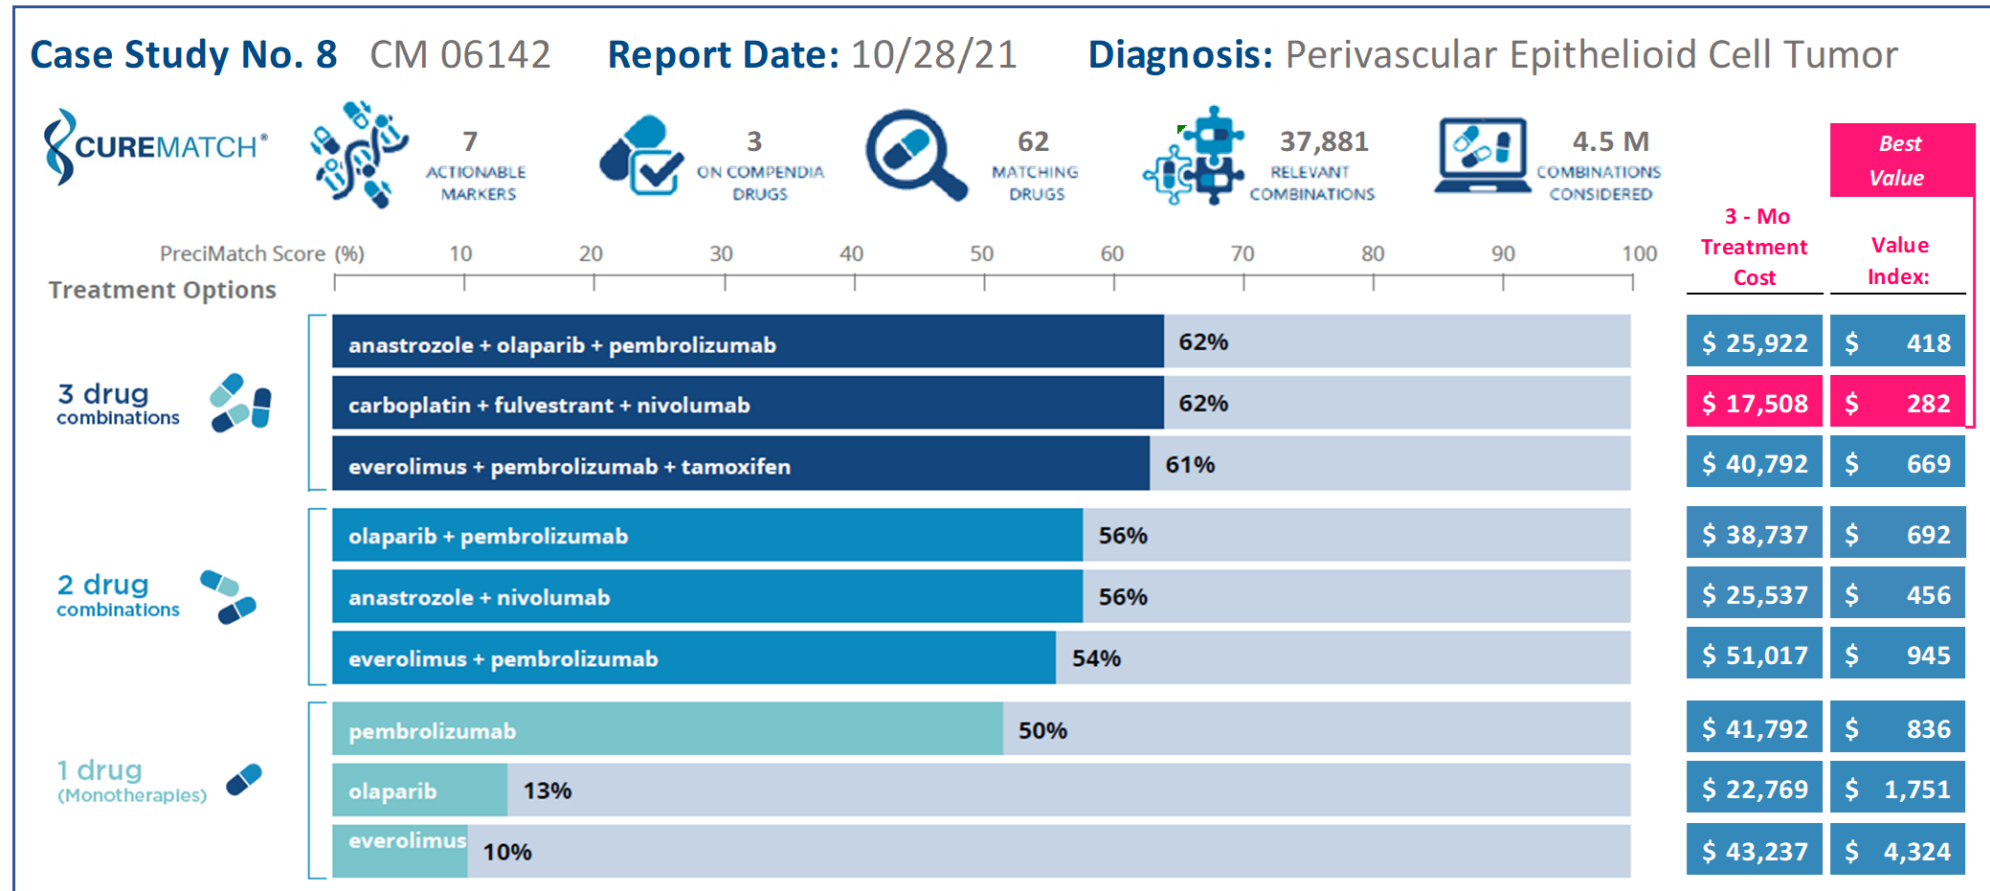 Case Study No. 8 CM 06142 Report Date: 10/28/21 Diagnosis: Perivascular Epithelioid Cell Tumor
CUREMATCH®
7
ACTIONABLE
MARKERS
3
ON COMPENDIA
DRUGS
62
MATCHING
DRUGS
37,881
RELEVANT
COMBINATIONS
4.5 M
COMBINATIONS
CONSIDERED
Best
Value
3 - Mo
Treatment
Cost
Value
Index:
PreciMatch Score (%) 10 20 30 40 50 60 70 80 90 100
Treatment Options
3 drug
combinations
anastrozole + olaparib + pembrolizumab 62% $ 25,922 $ 418
carboplatin + fulvestrant + nivolumab 62% $ 17,508 $ 282
everolimus + pembrolizumab + tamoxifen 61% $ 40,792 $ 669
2 drug
combinations
olaparib + pembrolizumab 56% $ 38,737 $ 692
anastrozole + nivolumab 56% $ 25,537 $ 456
everolimus + pembrolizumab 54% $ 51,017 $ 945
1 drug
(Monotherapies)
pembrolizumab 50% $ 41,792 $ 836
olaparib 13% $ 22,769 $ 1,751
everolimus 10% $ 43,237 $ 4,324